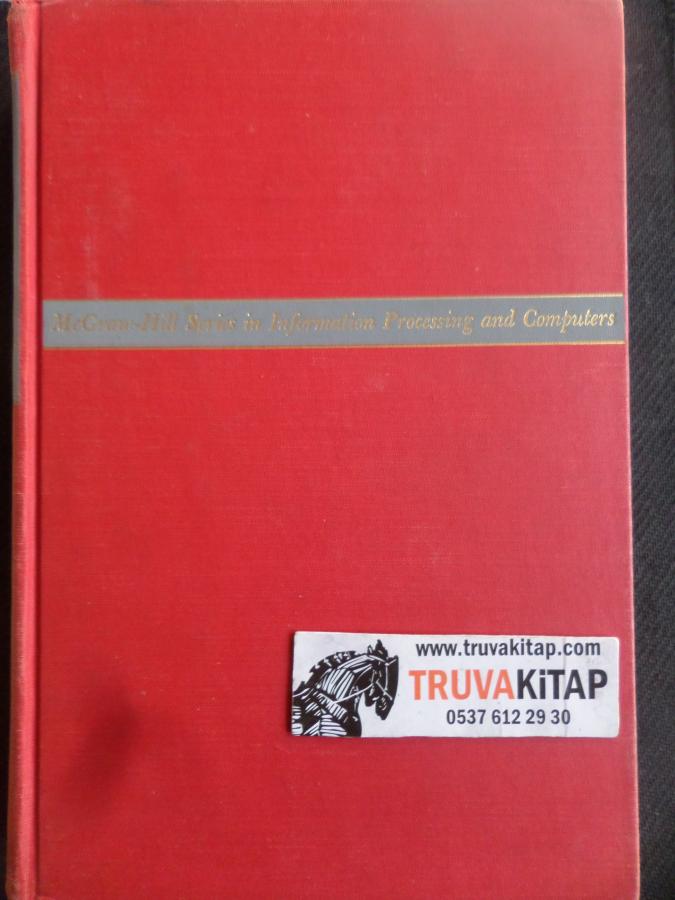 McGraw-Hill Series in Information Processing and Computers
www.truvakitap.com
TRUVAKiTAP
0537 612 29 30